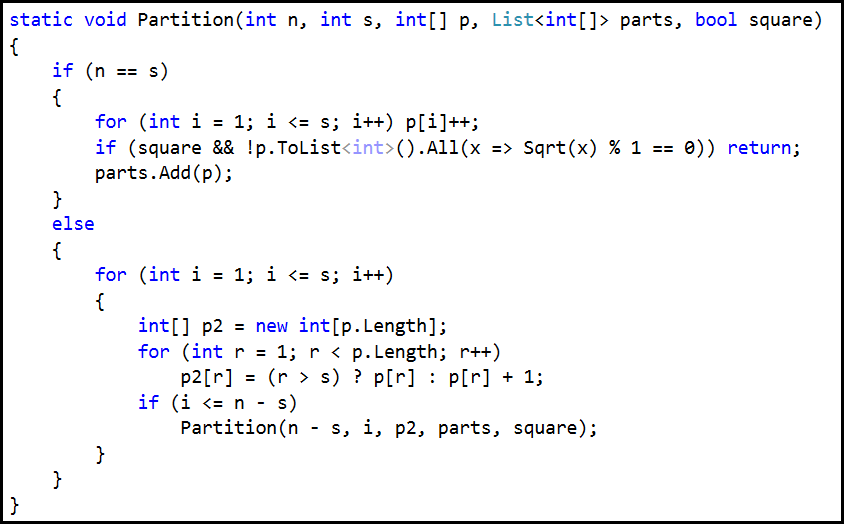 static void Partition(int n, int s, int[] p, List<int[]> parts, bool square)
{
    if (n == s)
    {
        for (int i = 1; i <= s; i++) p[i]++;
        if (square && !p.ToList<int>().All(x => Sqrt(x) % 1 == 0)) return;
        parts.Add(p);
    }
    else
    {
        for (int i = 1; i <= s; i++)
        {
            int[] p2 = new int[p.Length];
            for (int r = 1; r < p.Length; r++)
                p2[r] = (r > s) ? p[r] : p[r] + 1;
            if (i <= n - s)
                Partition(n - s, i, p2, parts, square);
        }
    }
}